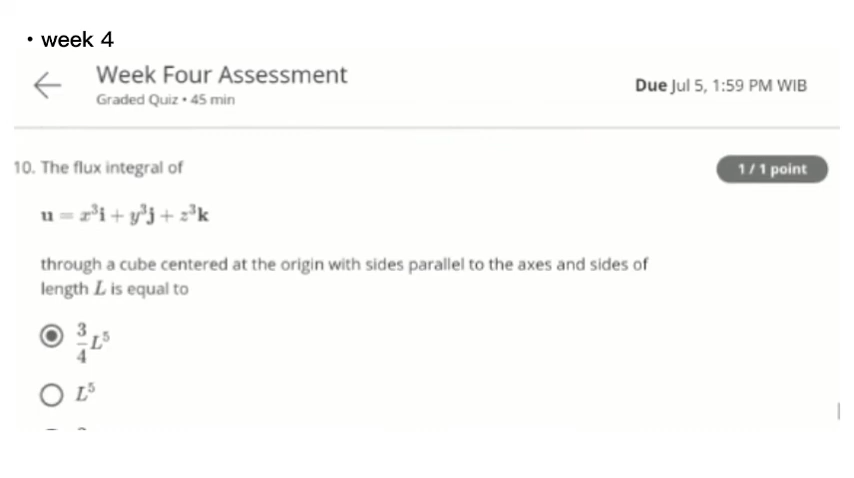 • week 4
Week Four Assessment
Graded Quiz • 45 min
Due Jul 5, 1:59 PM WIB
10. The flux integral of
1 / 1 point
u = x³i + y³j + z³k
through a cube centered at the origin with sides parallel to the axes and sides of
length L is equal to
3/4 L⁵
L⁵